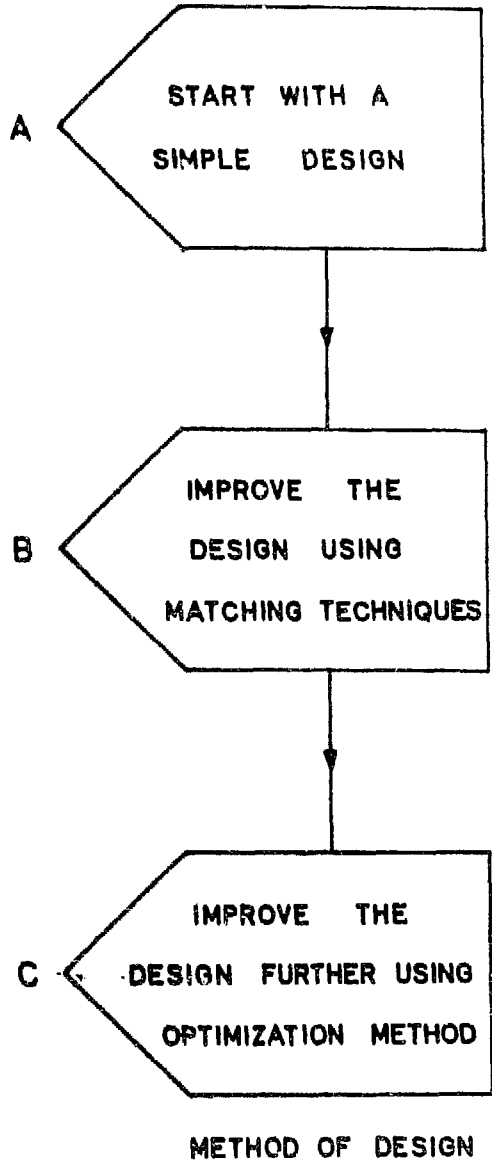 A
START WITH A
SIMPLE DESIGN
B
IMPROVE THE
DESIGN USING
MATCHING TECHNIQUES
C
IMPROVE THE
DESIGN FURTHER USING
OPTIMIZATION METHOD
METHOD OF DESIGN